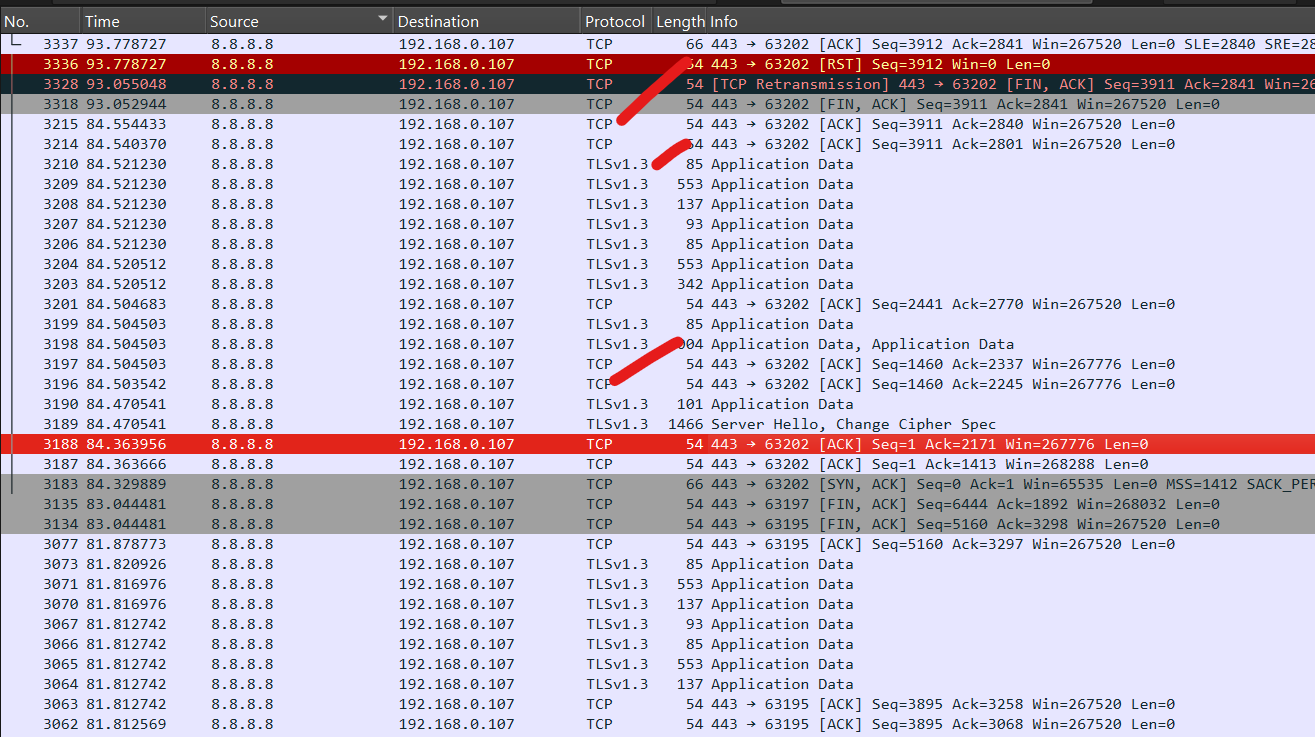 No. Time Source Destination Protocol Length Info
3337 93.778727 8.8.8.8 192.168.0.107 TCP 66 443 → 63202 [ACK] Seq=3912 Ack=2841 Win=267520 Len=0 SLE=2840 SRE=28
3336 93.778727 8.8.8.8 192.168.0.107 TCP 54 443 → 63202 [RST] Seq=3912 Win=0 Len=0
3328 93.055048 8.8.8.8 192.168.0.107 TCP 54 [TCP Retransmission] 443 → 63202 [FIN, ACK] Seq=3911 Ack=2841 Win=26
3318 93.052944 8.8.8.8 192.168.0.107 TCP 54 443 → 63202 [FIN, ACK] Seq=3911 Ack=2841 Win=267520 Len=0
3215 84.554433 8.8.8.8 192.168.0.107 TCP 54 443 → 63202 [ACK] Seq=3911 Ack=2840 Win=267520 Len=0
3214 84.540370 8.8.8.8 192.168.0.107 TCP 54 443 → 63202 [ACK] Seq=3911 Ack=2801 Win=267520 Len=0
3210 84.521230 8.8.8.8 192.168.0.107 TLSv1.3 85 Application Data
3209 84.521230 8.8.8.8 192.168.0.107 TLSv1.3 553 Application Data
3208 84.521230 8.8.8.8 192.168.0.107 TLSv1.3 137 Application Data
3207 84.521230 8.8.8.8 192.168.0.107 TLSv1.3 93 Application Data
3206 84.521230 8.8.8.8 192.168.0.107 TLSv1.3 85 Application Data
3204 84.520512 8.8.8.8 192.168.0.107 TLSv1.3 553 Application Data
3203 84.520512 8.8.8.8 192.168.0.107 TLSv1.3 342 Application Data
3201 84.504683 8.8.8.8 192.168.0.107 TCP 54 443 → 63202 [ACK] Seq=2441 Ack=2770 Win=267520 Len=0
3199 84.504503 8.8.8.8 192.168.0.107 TLSv1.3 85 Application Data
3198 84.504503 8.8.8.8 192.168.0.107 TLSv1.3 Application Data, Application Data
3197 84.504503 8.8.8.8 192.168.0.107 TCP 54 443 → 63202 [ACK] Seq=1460 Ack=2337 Win=267776 Len=0
3196 84.503542 8.8.8.8 192.168.0.107 TCP 54 443 → 63202 [ACK] Seq=1460 Ack=2245 Win=267776 Len=0
3190 84.470541 8.8.8.8 192.168.0.107 TLSv1.3 101 Application Data
3189 84.470541 8.8.8.8 192.168.0.107 TLSv1.3 1466 Server Hello, Change Cipher Spec
3188 84.363956 8.8.8.8 192.168.0.107 TCP 54 443 → 63202 [ACK] Seq=1 Ack=2171 Win=267776 Len=0
3187 84.363666 8.8.8.8 192.168.0.107 TCP 54 443 → 63202 [ACK] Seq=1 Ack=1413 Win=268288 Len=0
3183 84.329889 8.8.8.8 192.168.0.107 TCP 66 443 → 63202 [SYN, ACK] Seq=0 Ack=1 Win=65535 Len=0 MSS=1412 SACK_PER
3135 83.044481 8.8.8.8 192.168.0.107 TCP 54 443 → 63197 [FIN, ACK] Seq=6444 Ack=1892 Win=268032 Len=0
3134 83.044481 8.8.8.8 192.168.0.107 TCP 54 443 → 63195 [FIN, ACK] Seq=5160 Ack=3298 Win=267520 Len=0
3077 81.878773 8.8.8.8 192.168.0.107 TCP 54 443 → 63195 [ACK] Seq=5160 Ack=3297 Win=267520 Len=0
3073 81.820926 8.8.8.8 192.168.0.107 TLSv1.3 85 Application Data
3071 81.816976 8.8.8.8 192.168.0.107 TLSv1.3 553 Application Data
3070 81.816976 8.8.8.8 192.168.0.107 TLSv1.3 137 Application Data
3067 81.812742 8.8.8.8 192.168.0.107 TLSv1.3 93 Application Data
3066 81.812742 8.8.8.8 192.168.0.107 TLSv1.3 85 Application Data
3065 81.812742 8.8.8.8 192.168.0.107 TLSv1.3 553 Application Data
3064 81.812742 8.8.8.8 192.168.0.107 TLSv1.3 137 Application Data
3063 81.812742 8.8.8.8 192.168.0.107 TCP 54 443 → 63195 [ACK] Seq=3895 Ack=3258 Win=267520 Len=0
3062 81.812569 8.8.8.8 192.168.0.107 TCP 54 443 → 63195 [ACK] Seq=3895 Ack=3068 Win=267520 Len=0